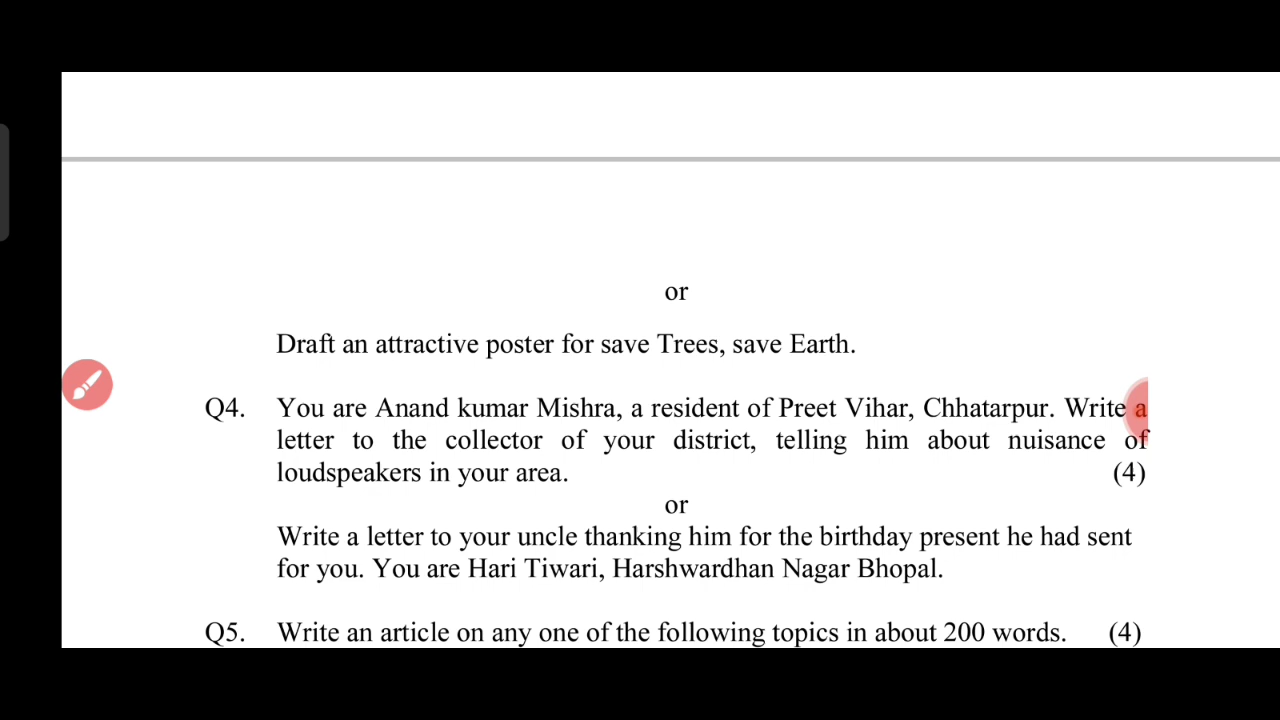 or
Draft an attractive poster for save Trees, save Earth.
Q4. You are Anand kumar Mishra, a resident of Preet Vihar, Chhatarpur. Write a
letter to the collector of your district, telling him about nuisance of
loudspeakers in your area. (4)
or
Write a letter to your uncle thanking him for the birthday present he had sent
for you. You are Hari Tiwari, Harshwardhan Nagar Bhopal.
Q5. Write an article on any one of the following topics in about 200 words. (4)